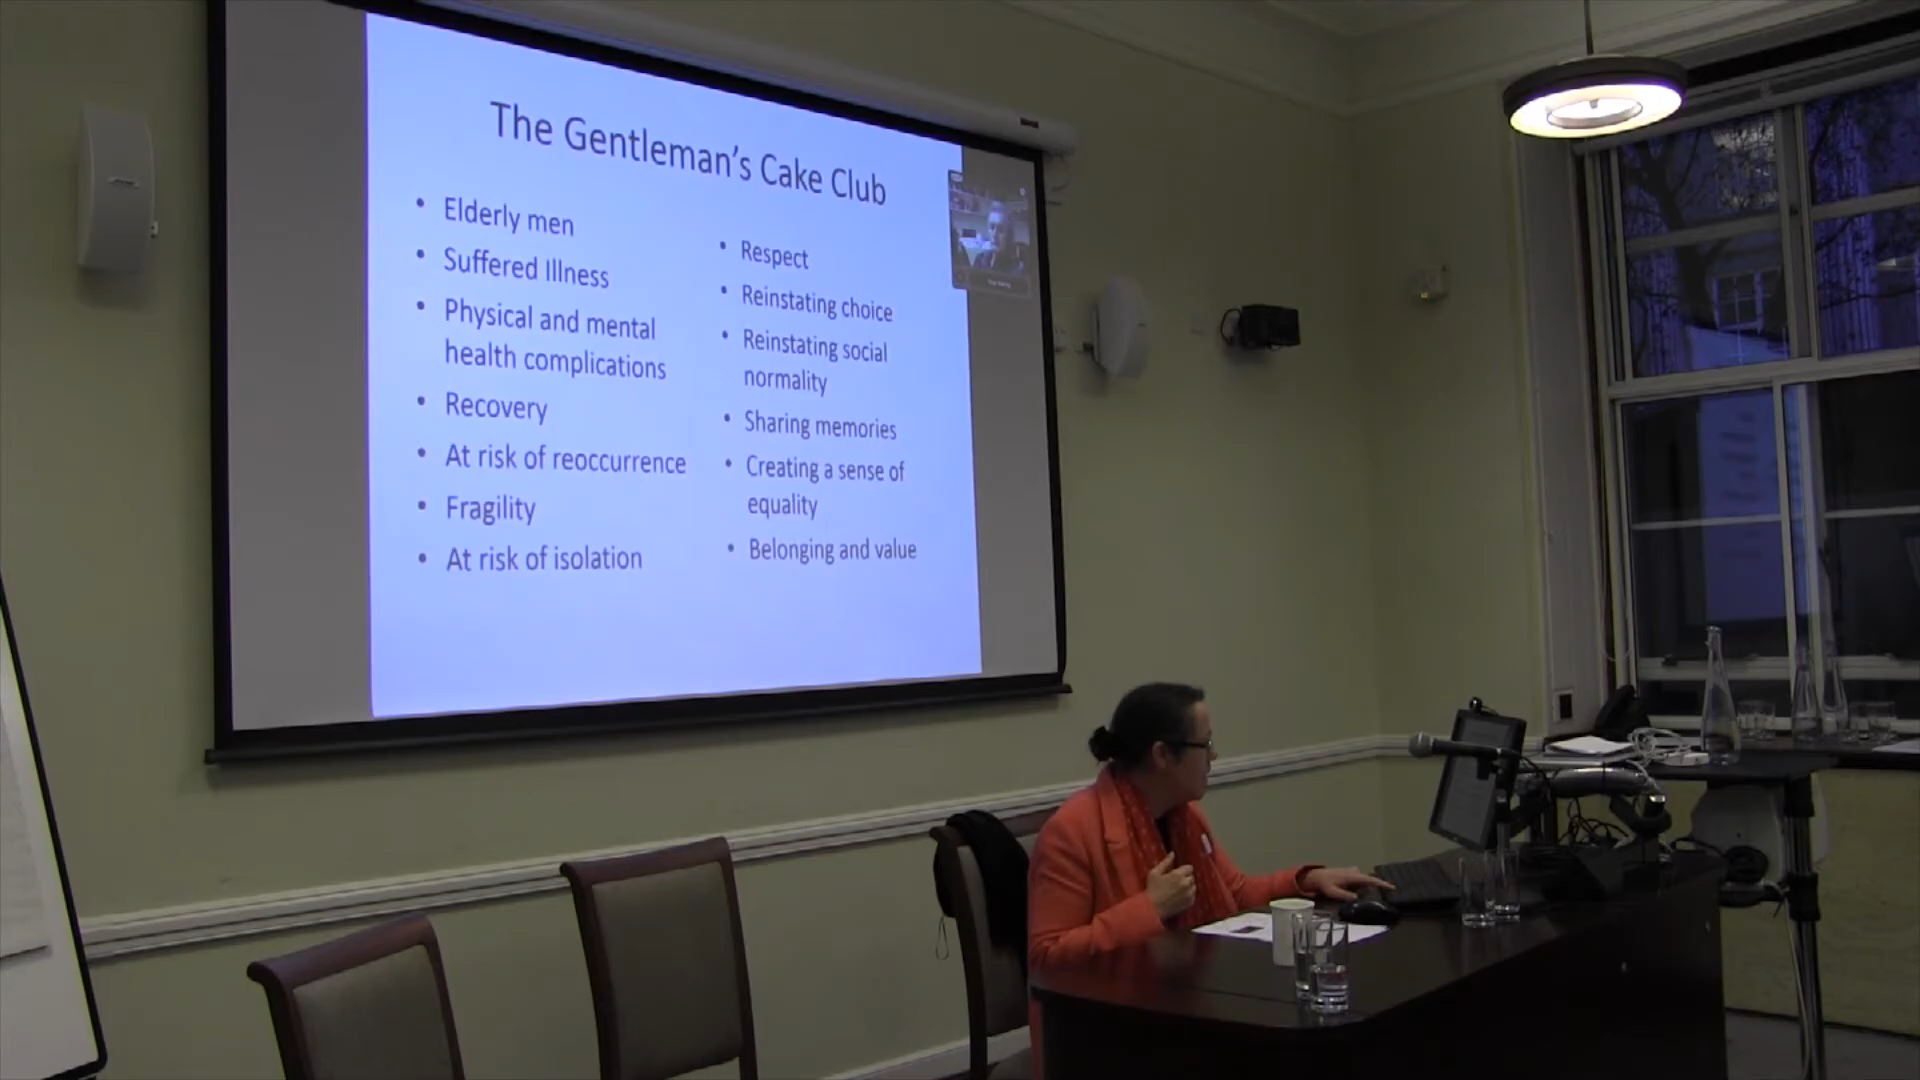 The Gentleman's Cake Club
• Elderly men
• Suffered Illness
• Physical and mental
health complications
• Recovery
• At risk of reoccurrence
• Fragility
• At risk of isolation
• Respect
• Reinstating choice
• Reinstating social
normality
• Sharing memories
• Creating a sense of
equality
• Belonging and value